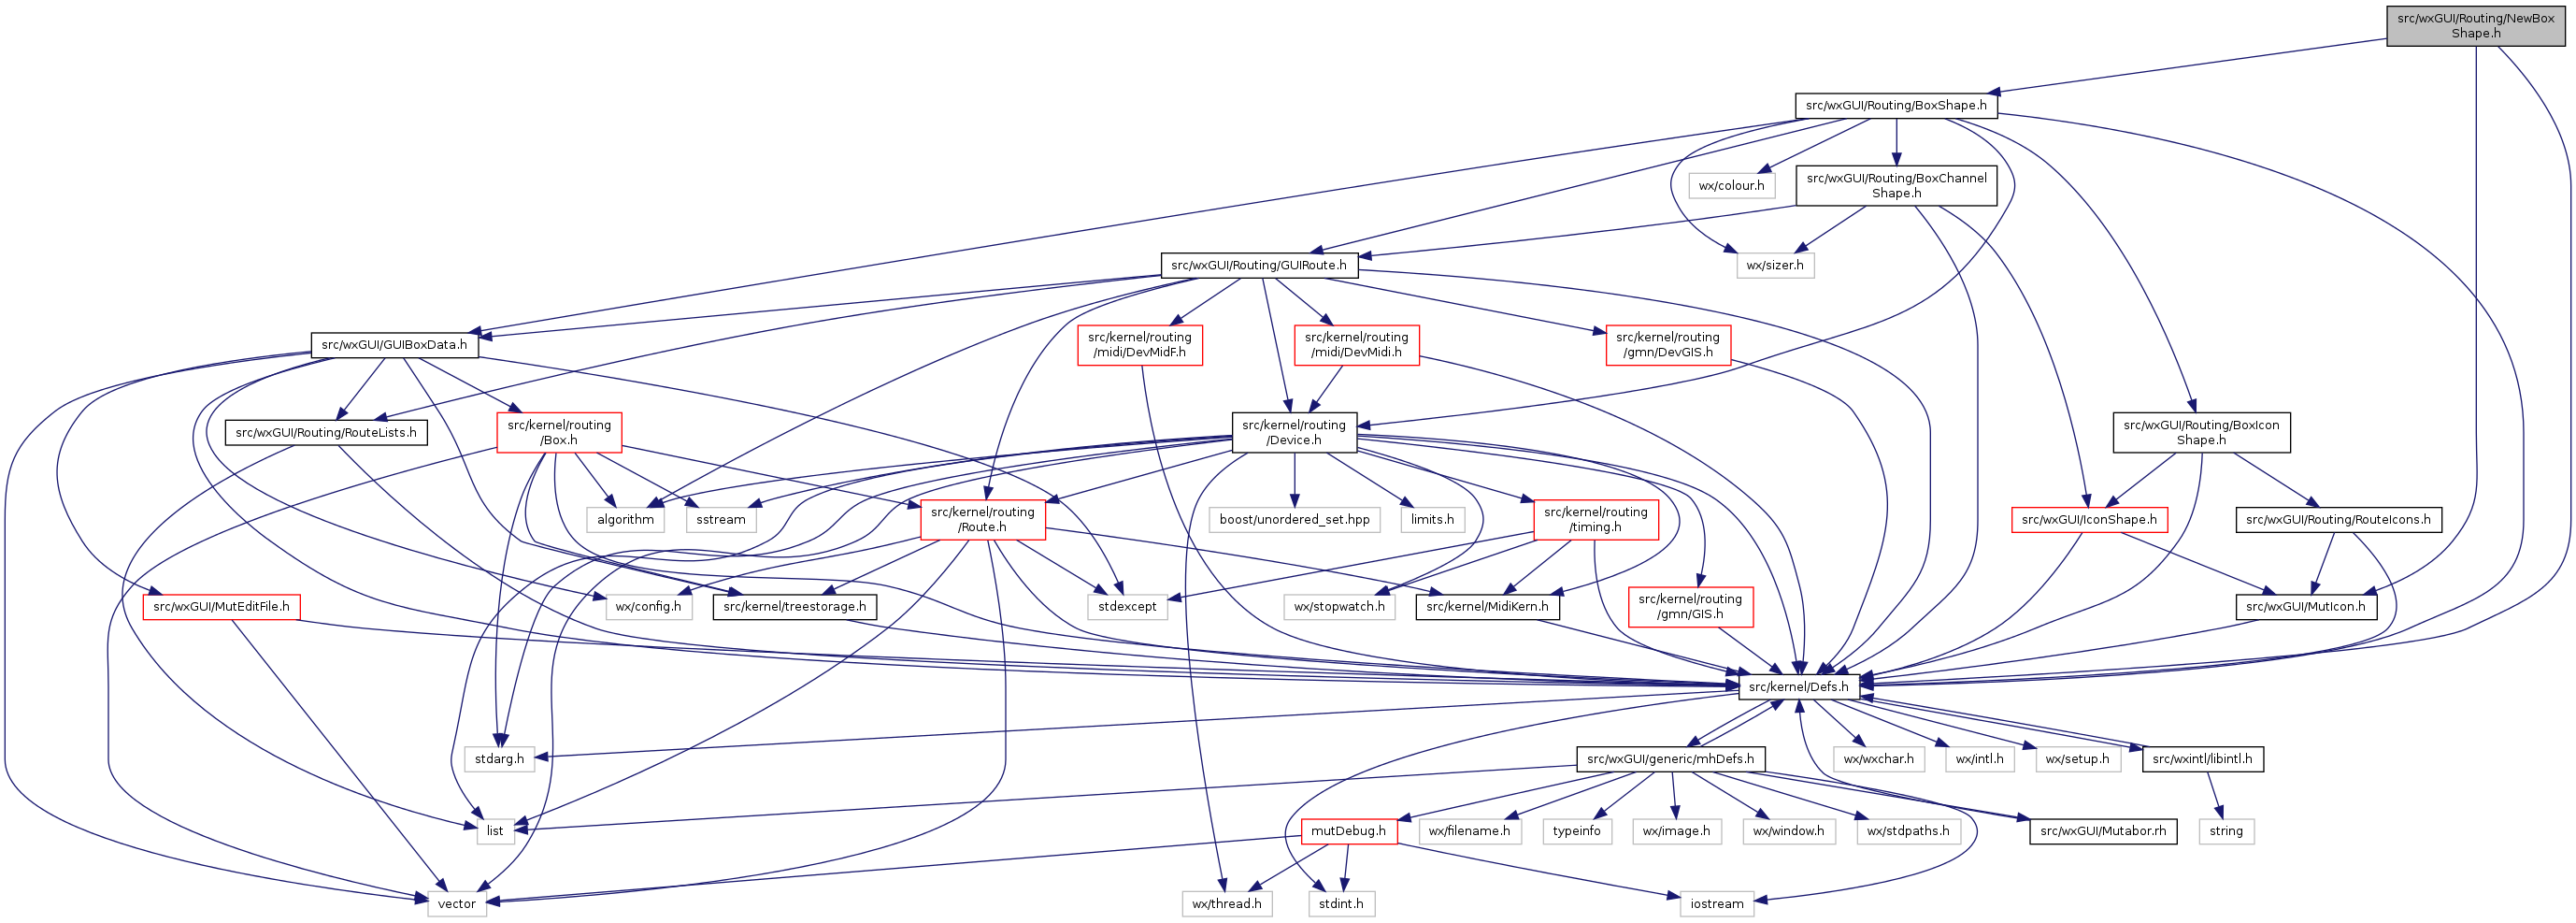 src/wxGUI/Routing/NewBox
Shape.h
src/wxGUI/Routing/BoxShape.h
wx/colour.h
src/wxGUI/Routing/BoxChannel
Shape.h
src/wxGUI/Routing/GUIRoute.h
wx/sizer.h
src/wxGUI/GUIBoxData.h
src/kernel/routing
/midi/DevMidF.h
src/kernel/routing
/midi/DevMidi.h
src/kernel/routing
/gmn/DevGIS.h
src/wxGUI/Routing/RouteLists.h
src/kernel/routing
/Box.h
src/kernel/routing
/Device.h
src/wxGUI/Routing/BoxIcon
Shape.h
algorithm
sstream
src/kernel/routing
/Route.h
boost/unordered_set.hpp
limits.h
src/kernel/routing
/timing.h
src/wxGUI/IconShape.h
src/wxGUI/Routing/RouteIcons.h
src/wxGUI/MutEditFile.h
wx/config.h
src/kernel/treestorage.h
stdexcept
wx/stopwatch.h
src/kernel/MidiKern.h
src/kernel/routing
/gmn/GIS.h
src/wxGUI/MutIcon.h
src/kernel/Defs.h
stdarg.h
src/wxGUI/generic/mhDefs.h
wx/wxchar.h
wx/intl.h
wx/setup.h
src/wxintl/libintl.h
list
mutDebug.h
wx/filename.h
typeinfo
wx/image.h
wx/window.h
wx/stdpaths.h
src/wxGUI/Mutabor.rh
string
vector
wx/thread.h
stdint.h
iostream